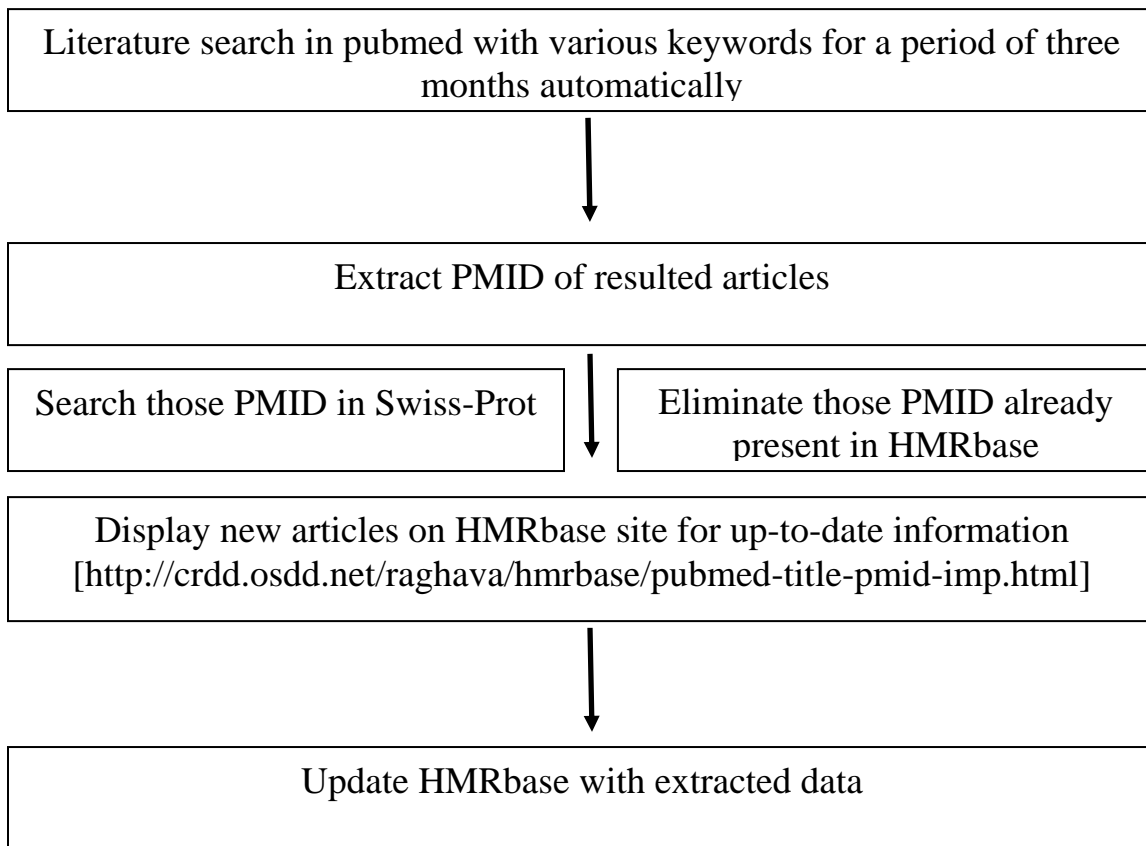 Literature search in pubmed with various keywords for a period of three
months automatically
Extract PMID of resulted articles
Search those PMID in Swiss-Prot
Eliminate those PMID already
present in HMRbase
Display new articles on HMRbase site for up-to-date information
[http://crdd.osdd.net/raghava/hmrbase/pubmed-title-pmid-imp.html]
Update HMRbase with extracted data